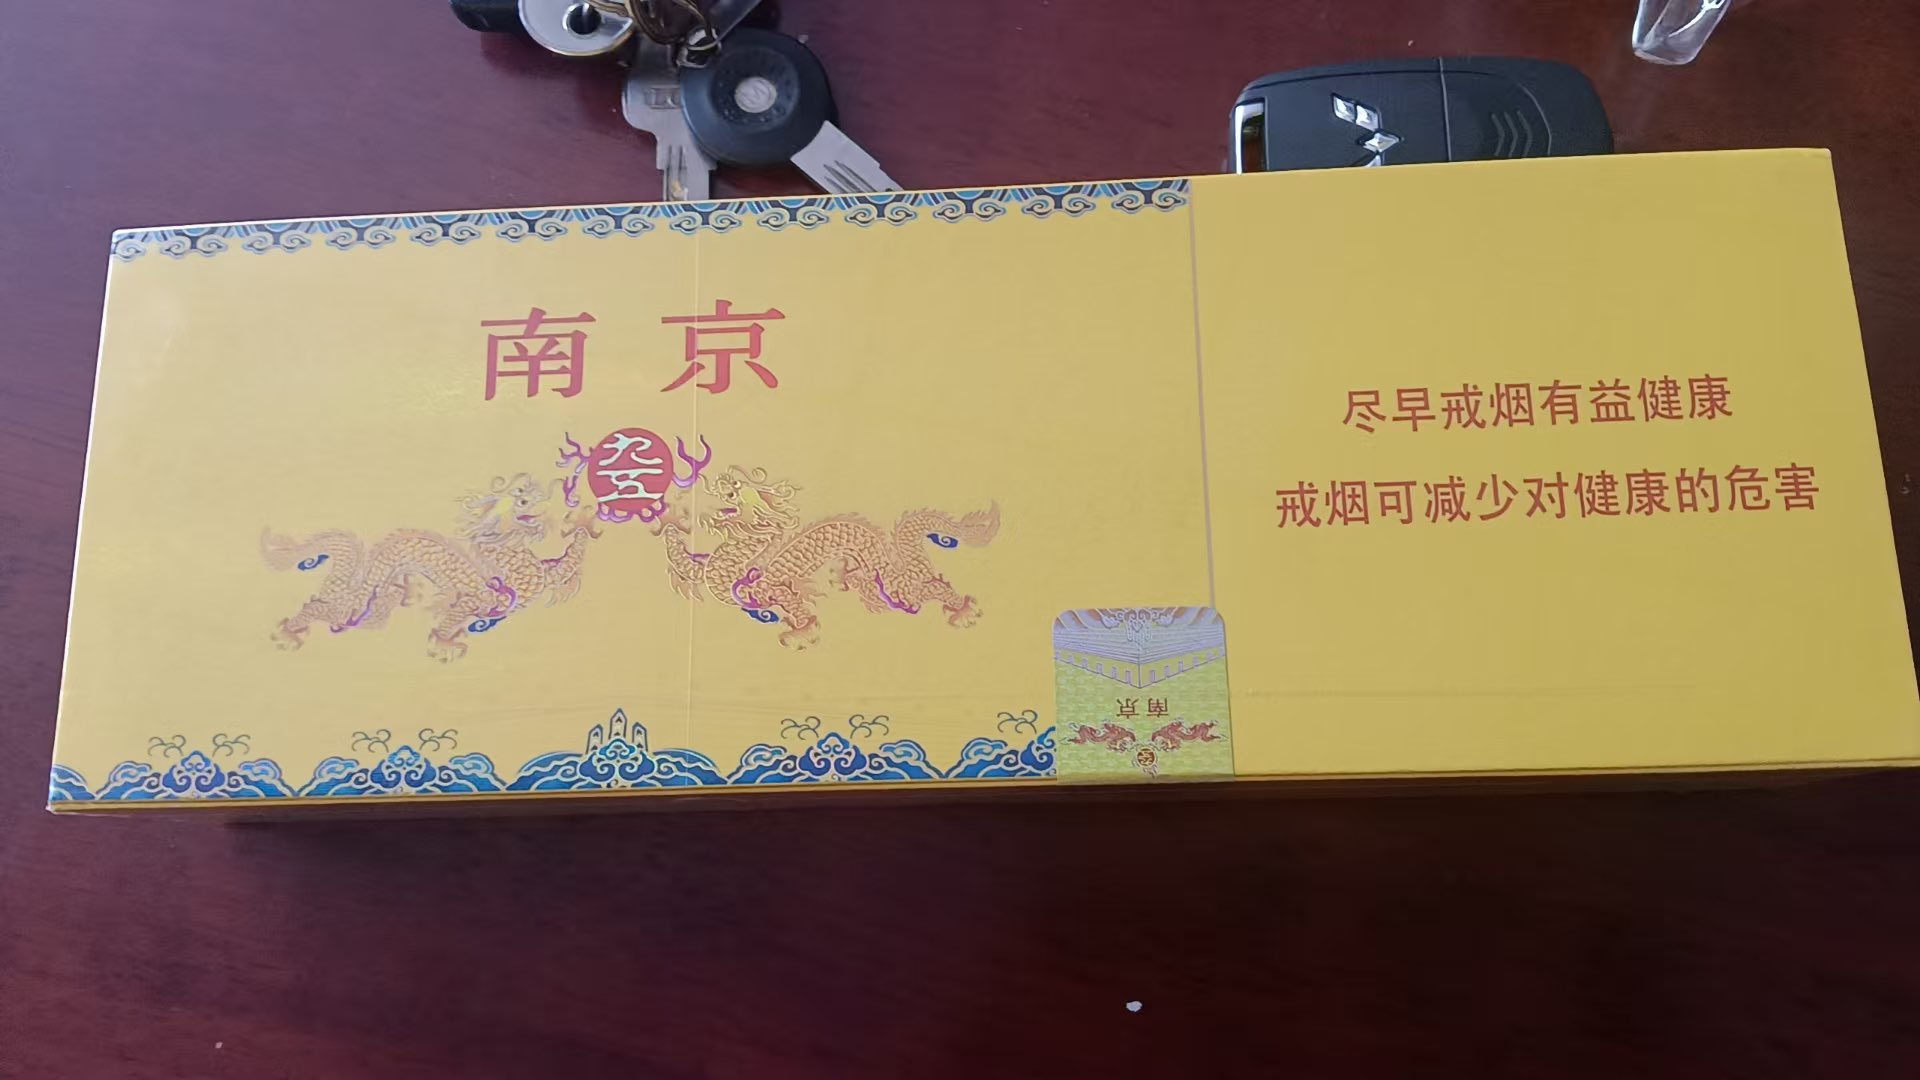 南京
九五
尽早戒烟有益健康
戒烟可减少对健康的危害
南京